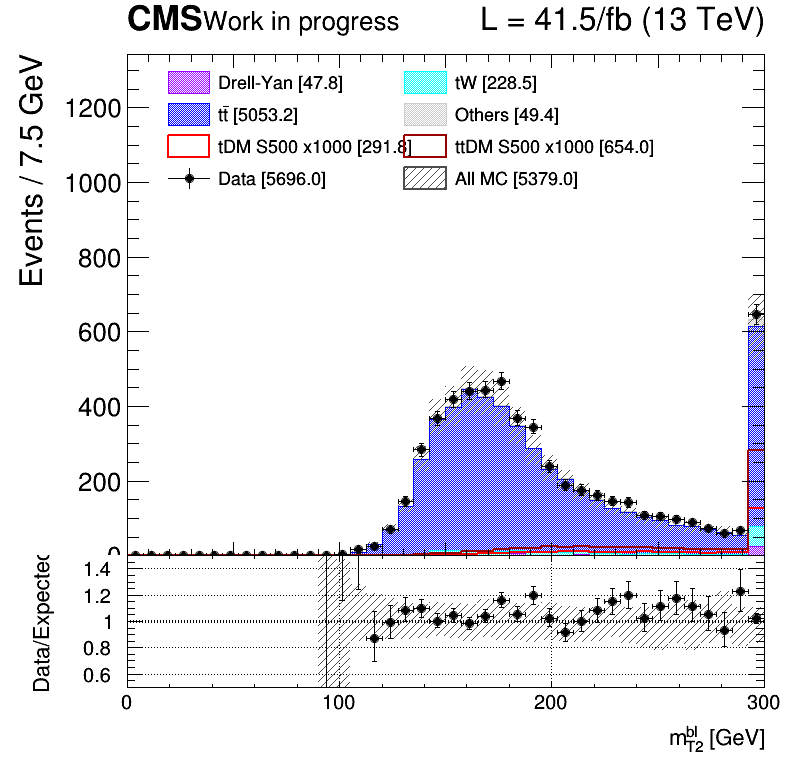 CMS Work in progress L = 41.5/fb (13 TeV)
Events / 7.5 GeV
1200
1000
800
600
400
200
0
Drell-Yan [47.8] tW [228.5]
tt̄ [5053.2] Others [49.4]
tDM S500 x1000 [291.8] ttDM S500 x1000 [654.0]
Data [5696.0] All MC [5379.0]
Data/Expected
1.4
1.2
1
0.8
0.6
0 100 200 300
m_{T2}^{bl} [GeV]